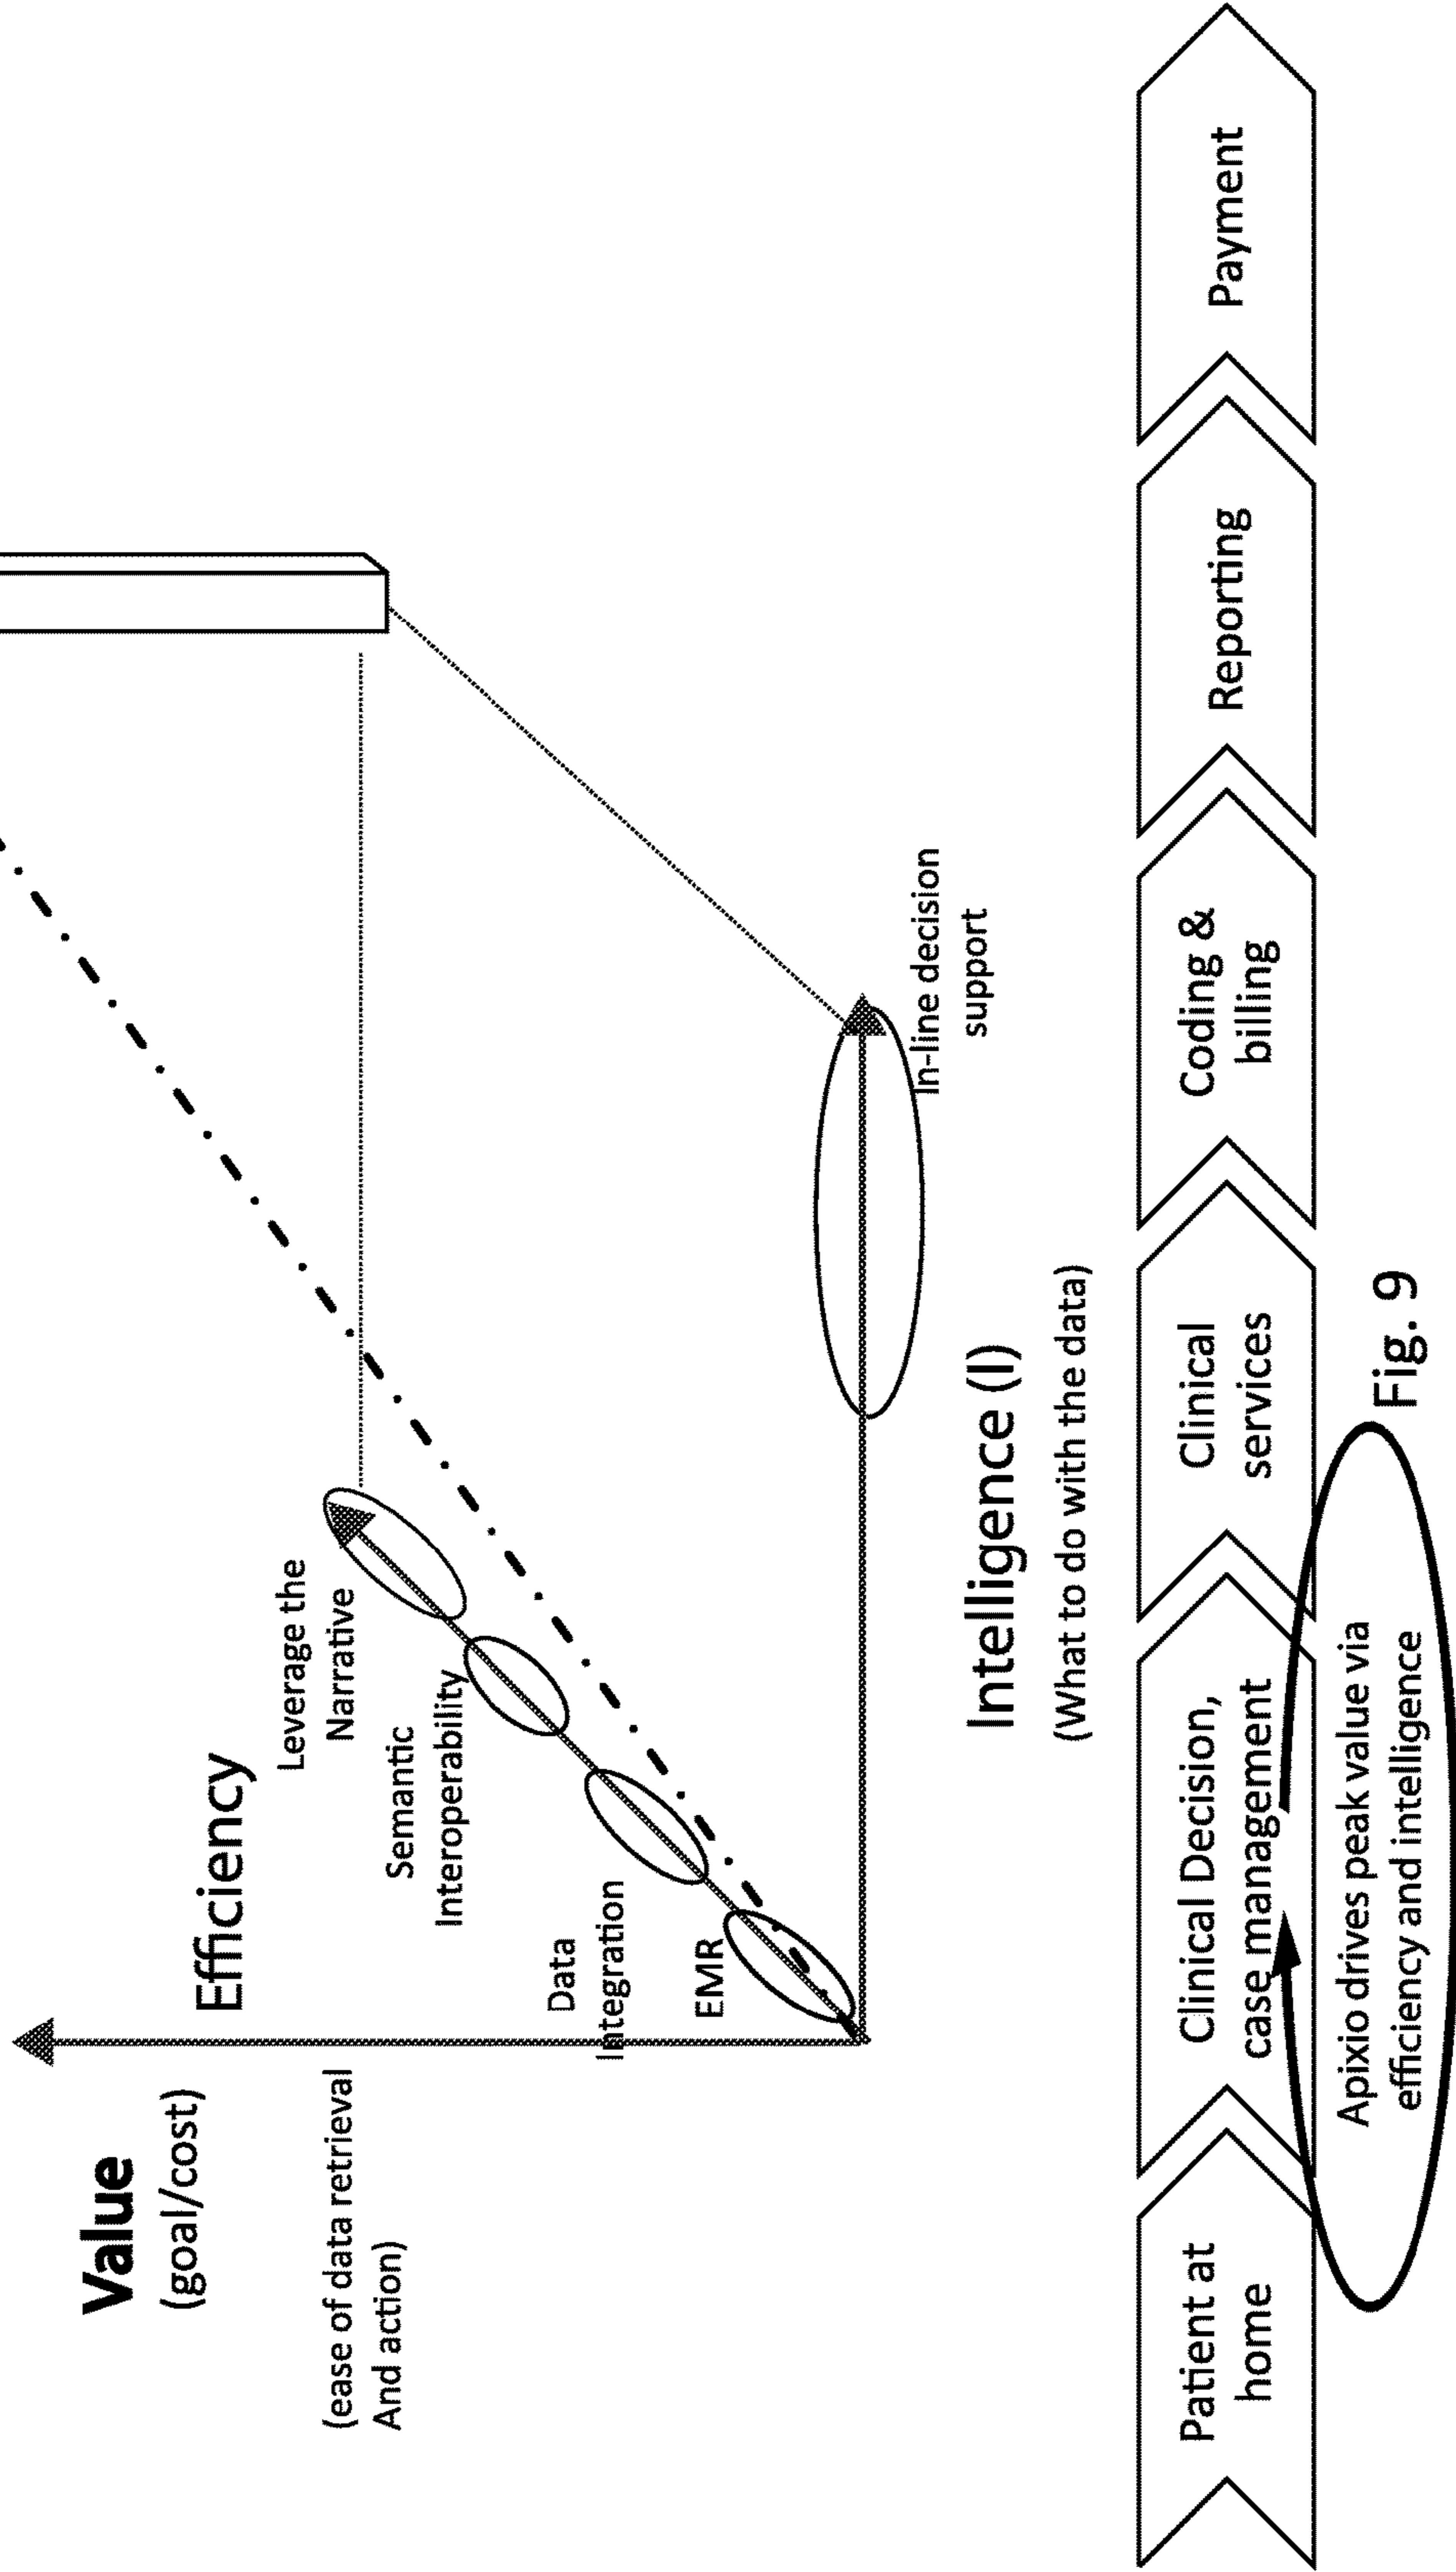 Value
(goal/cost)
Efficiency
(ease of data retrieval
And action)
Leverage the
Narrative
Semantic
Interoperability
Data
Integration
EMR
In-line decision
support
Intelligence (I)
(What to do with the data)
Patient at
home
Clinical Decision,
case management
Clinical
services
Coding &
billing
Reporting
Payment
Apixio drives peak value via
efficiency and intelligence
Fig. 9